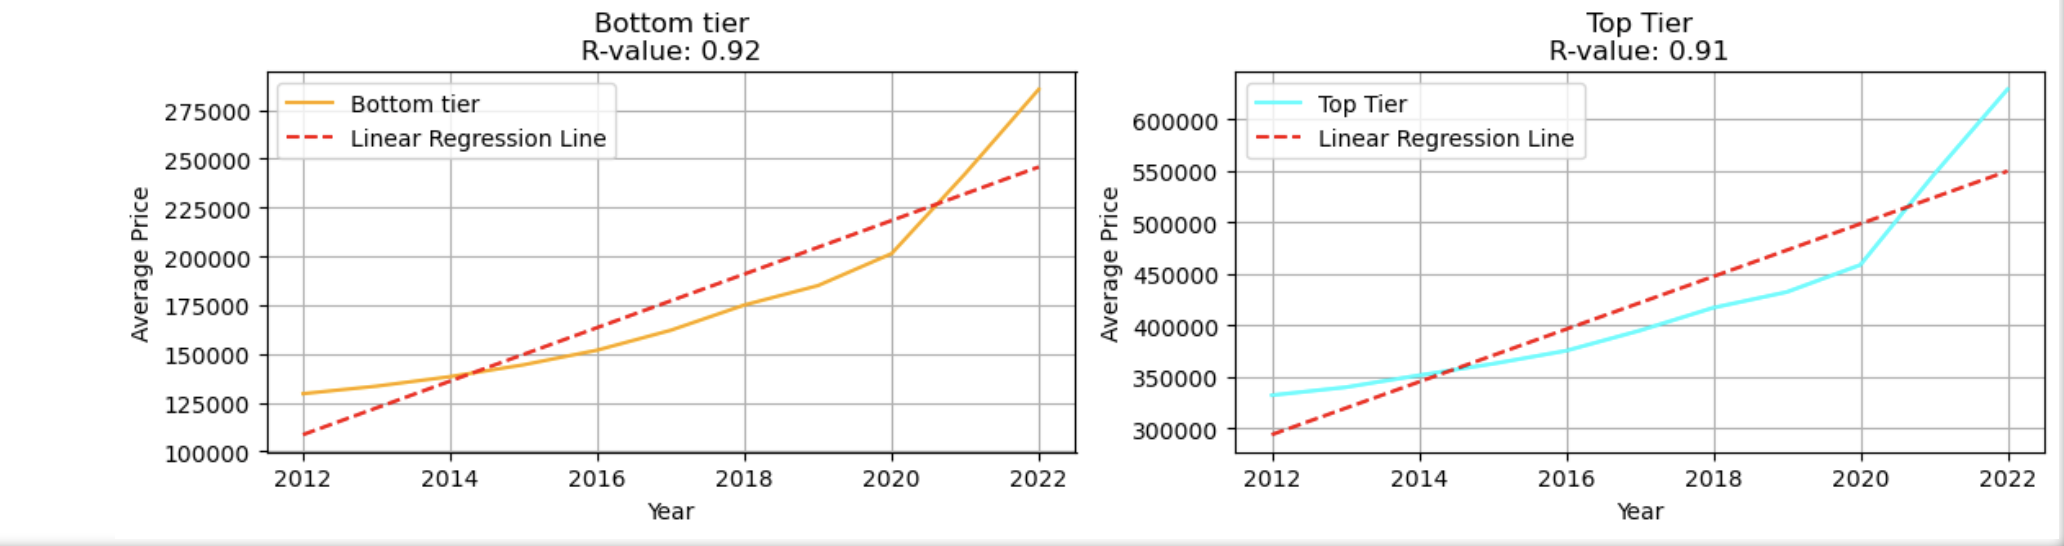 Bottom tier
R-value: 0.92
Bottom tier
Linear Regression Line
275000
250000
225000
200000
175000
150000
125000
100000
Average Price
2012 2014 2016 2018 2020 2022
Year
Top Tier
R-value: 0.91
Top Tier
Linear Regression Line
600000
550000
500000
450000
400000
350000
300000
Average Price
2012 2014 2016 2018 2020 2022
Year